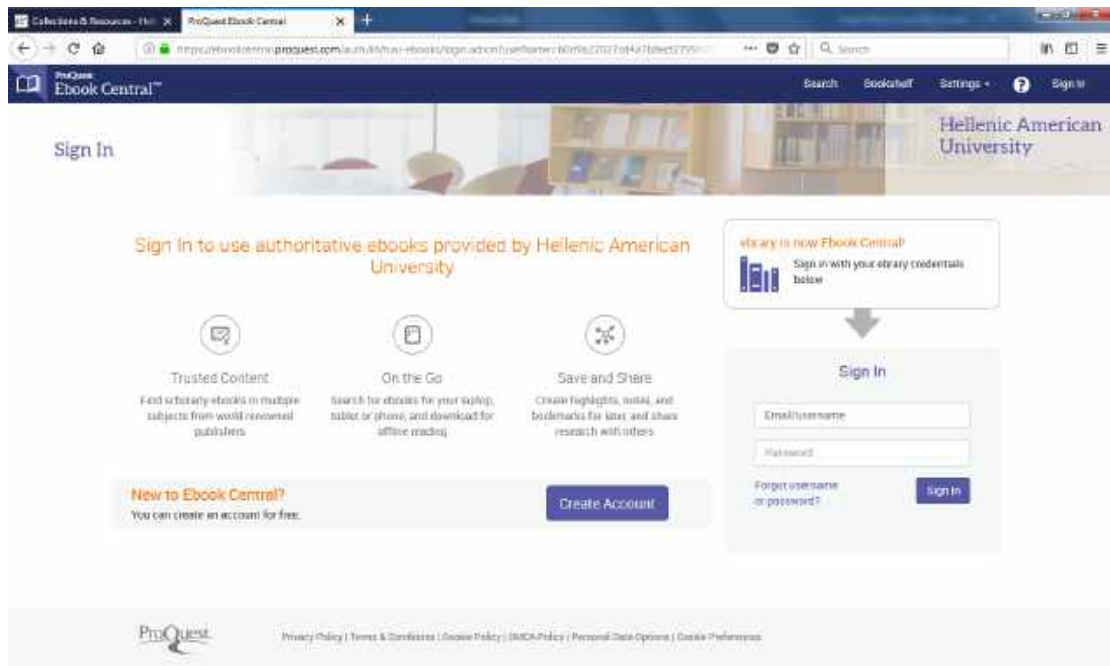 Collections & Resources - Hel
ProQuest Ebook Central
proquest.com
Search
ProQuest
Ebook Central™
Search
Bookshelf
Settings
?
Sign In
Sign In
Hellenic American
University
Sign In to use authoritative ebooks provided by Hellenic American
University
Trusted Content
Find scholarly ebooks in multiple
subjects from world renowned
publishers
On the Go
Search for ebooks for your laptop,
tablet or phone, and download for
offline reading
Save and Share
Create highlights, notes, and
bookmarks for later and share
research with others
New to Ebook Central?
You can create an account for free.
Create Account
ebrary is now Ebook Central!
Sign in with your ebrary credentials
below
Sign In
Email/username
Password
Forgot username
or password?
Sign In
ProQuest
Privacy Policy | Terms & Conditions | Cookie Policy | DMCA Policy | Personal Data Options | Cookie Preferences